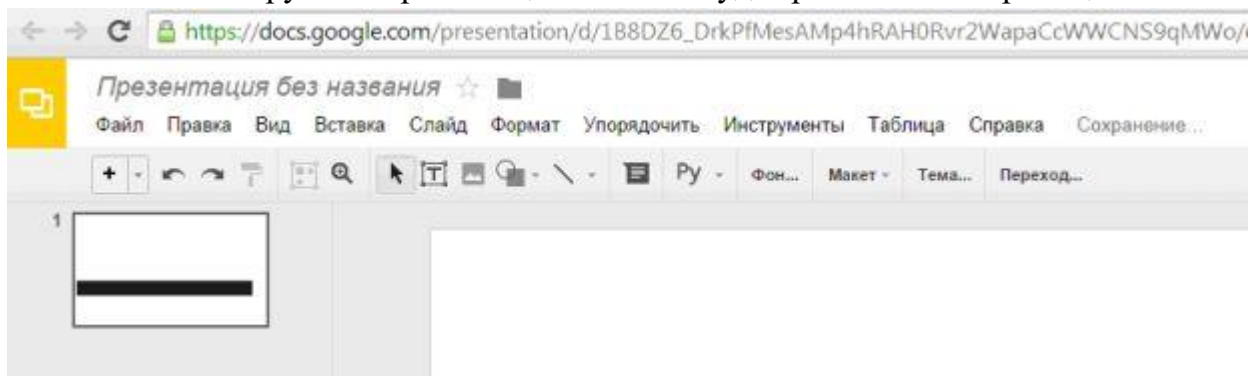 https://docs.google.com/presentation/d/1B8DZ6_DrkPfMesAMp4hRAH0Rvr2WapaCcWWCNS9qMWo/
Презентация без названия
Файл Правка Вид Вставка Слайд Формат Упорядочить Инструменты Таблица Справка Сохранение...
Ру Фон... Макет Тема... Переход...
1